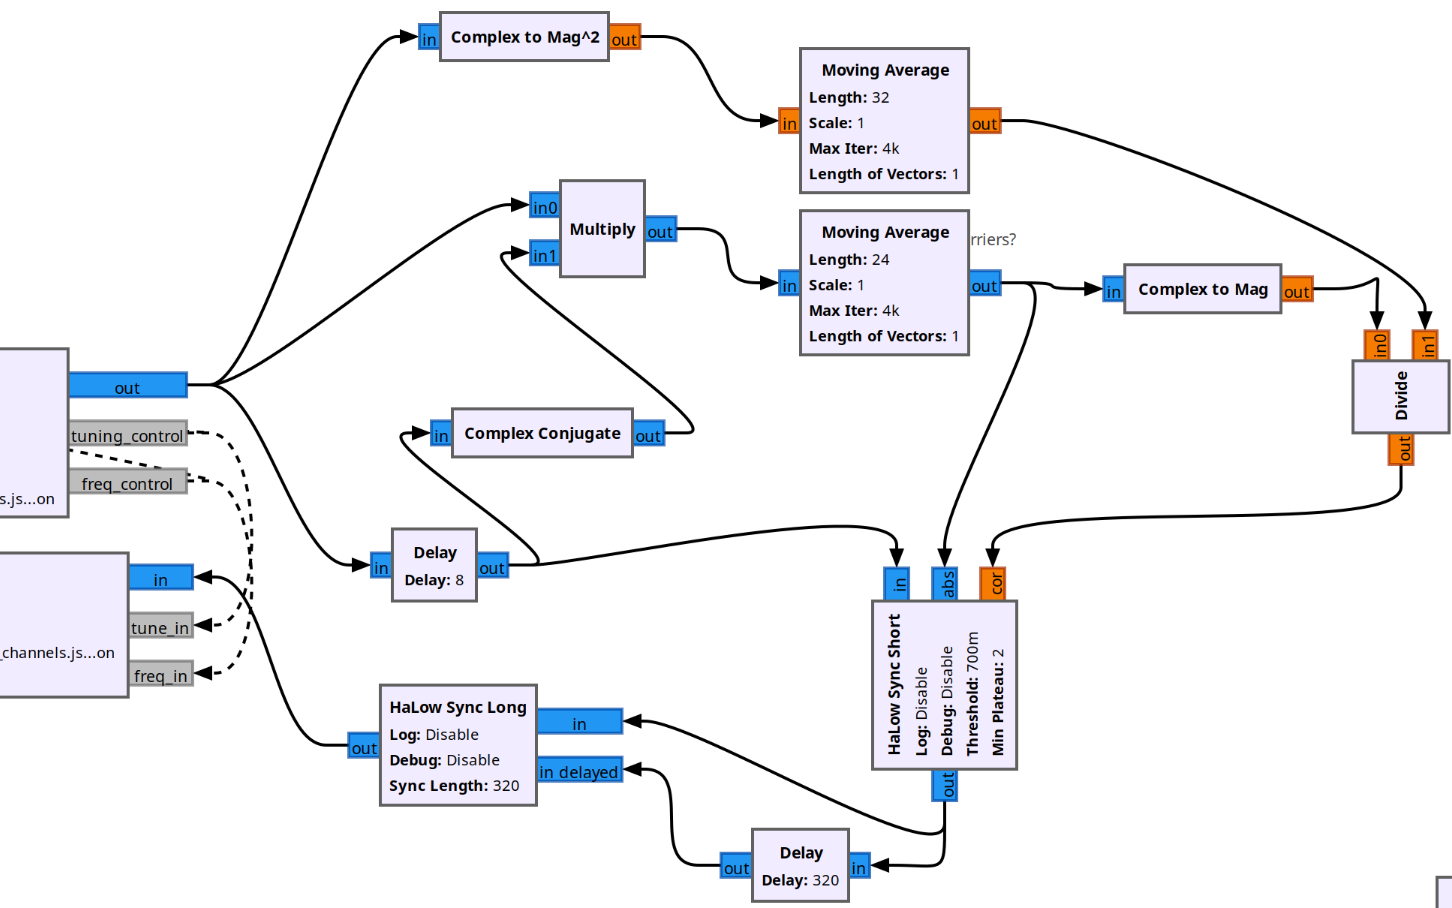 in
Complex to Mag^2
out
Moving Average
Length: 32
Scale: 1
Max Iter: 4k
Length of Vectors: 1
in
out
in0
in1
Multiply
out
Moving Average
Length: 24
Scale: 1
Max Iter: 4k
Length of Vectors: 1
in
out
rriers?
in
Complex to Mag
out
in0
in1
Divide
out
out
tuning_control
freq_control
s.js...on
in
Complex Conjugate
out
in
Delay
Delay: 8
out
in
abs
cor
HaLow Sync Short
Log: Disable
Debug: Disable
Threshold: 700m
Min Plateau: 2
out
in
tune_in
freq_in
_channels.js...on
out
HaLow Sync Long
Log: Disable
Debug: Disable
Sync Length: 320
in
in delayed
out
Delay
Delay: 320
in